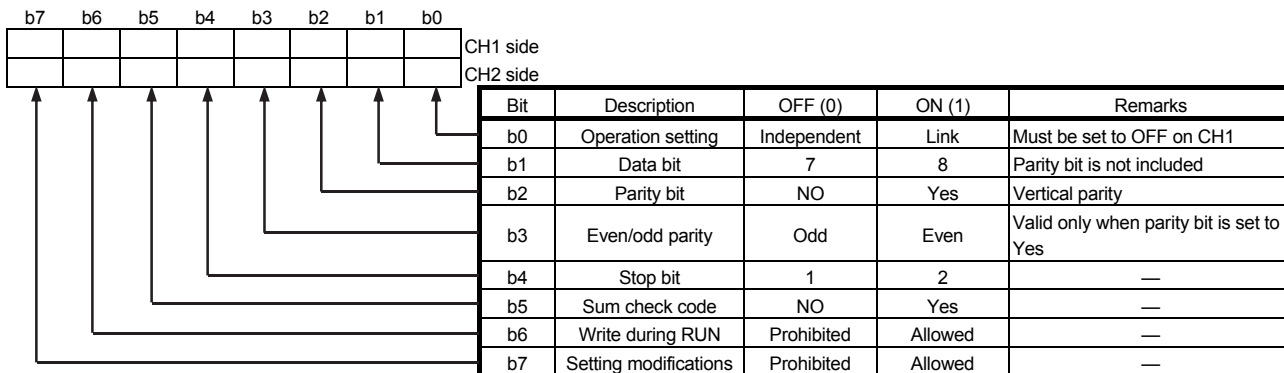 b7 b6 b5 b4 b3 b2 b1 b0
CH1 side
CH2 side
Bit Description OFF (0) ON (1) Remarks
b0 Operation setting Independent Link Must be set to OFF on CH1
b1 Data bit 7 8 Parity bit is not included
b2 Parity bit NO Yes Vertical parity
b3 Even/odd parity Odd Even Valid only when parity bit is set to
Yes
b4 Stop bit 1 2 —
b5 Sum check code NO Yes —
b6 Write during RUN Prohibited Allowed —
b7 Setting modifications Prohibited Allowed —